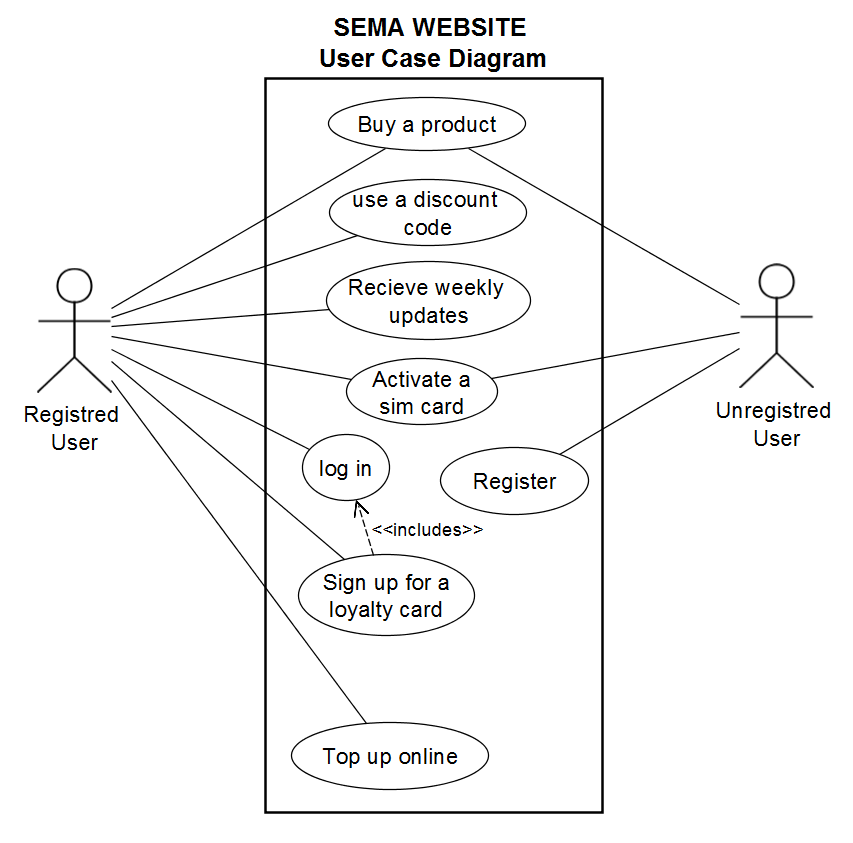 SEMA WEBSITE
User Case Diagram
Buy a product
use a discount
code
Recieve weekly
updates
Activate a
sim card
Registred
User
Unregistred
User
log in
Register
<<includes>>
Sign up for a
loyalty card
Top up online